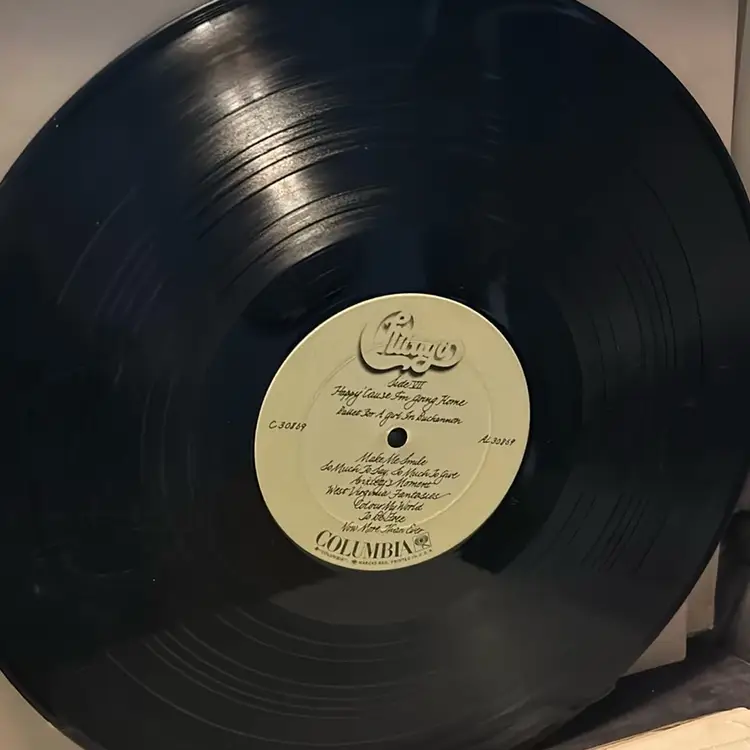 Chicago
Side VII
Happy 'Cause I'm Going Home
Ballet For A Girl In Buchannon
C 30869
AL 30869
Make Me Smile
So Much To Say, So Much To Give
Anxiety's Moment
West Virginia Fantasies
Colour My World
To Be Free
Now More Than Ever
COLUMBIA